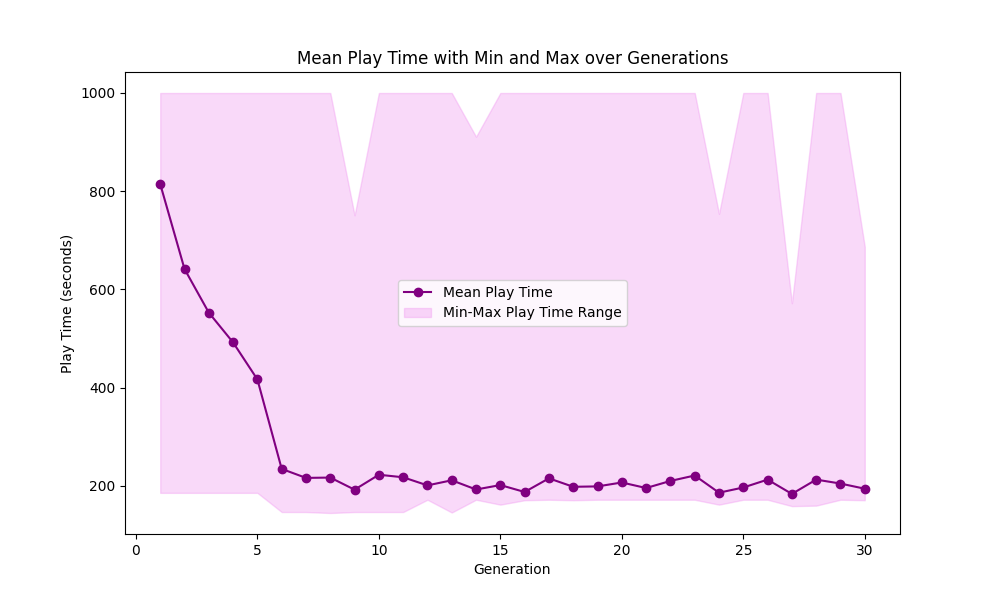 Mean Play Time with Min and Max over Generations
1000
800
600
400
200
Play Time (seconds)
Mean Play Time
Min-Max Play Time Range
0 5 10 15 20 25 30
Generation